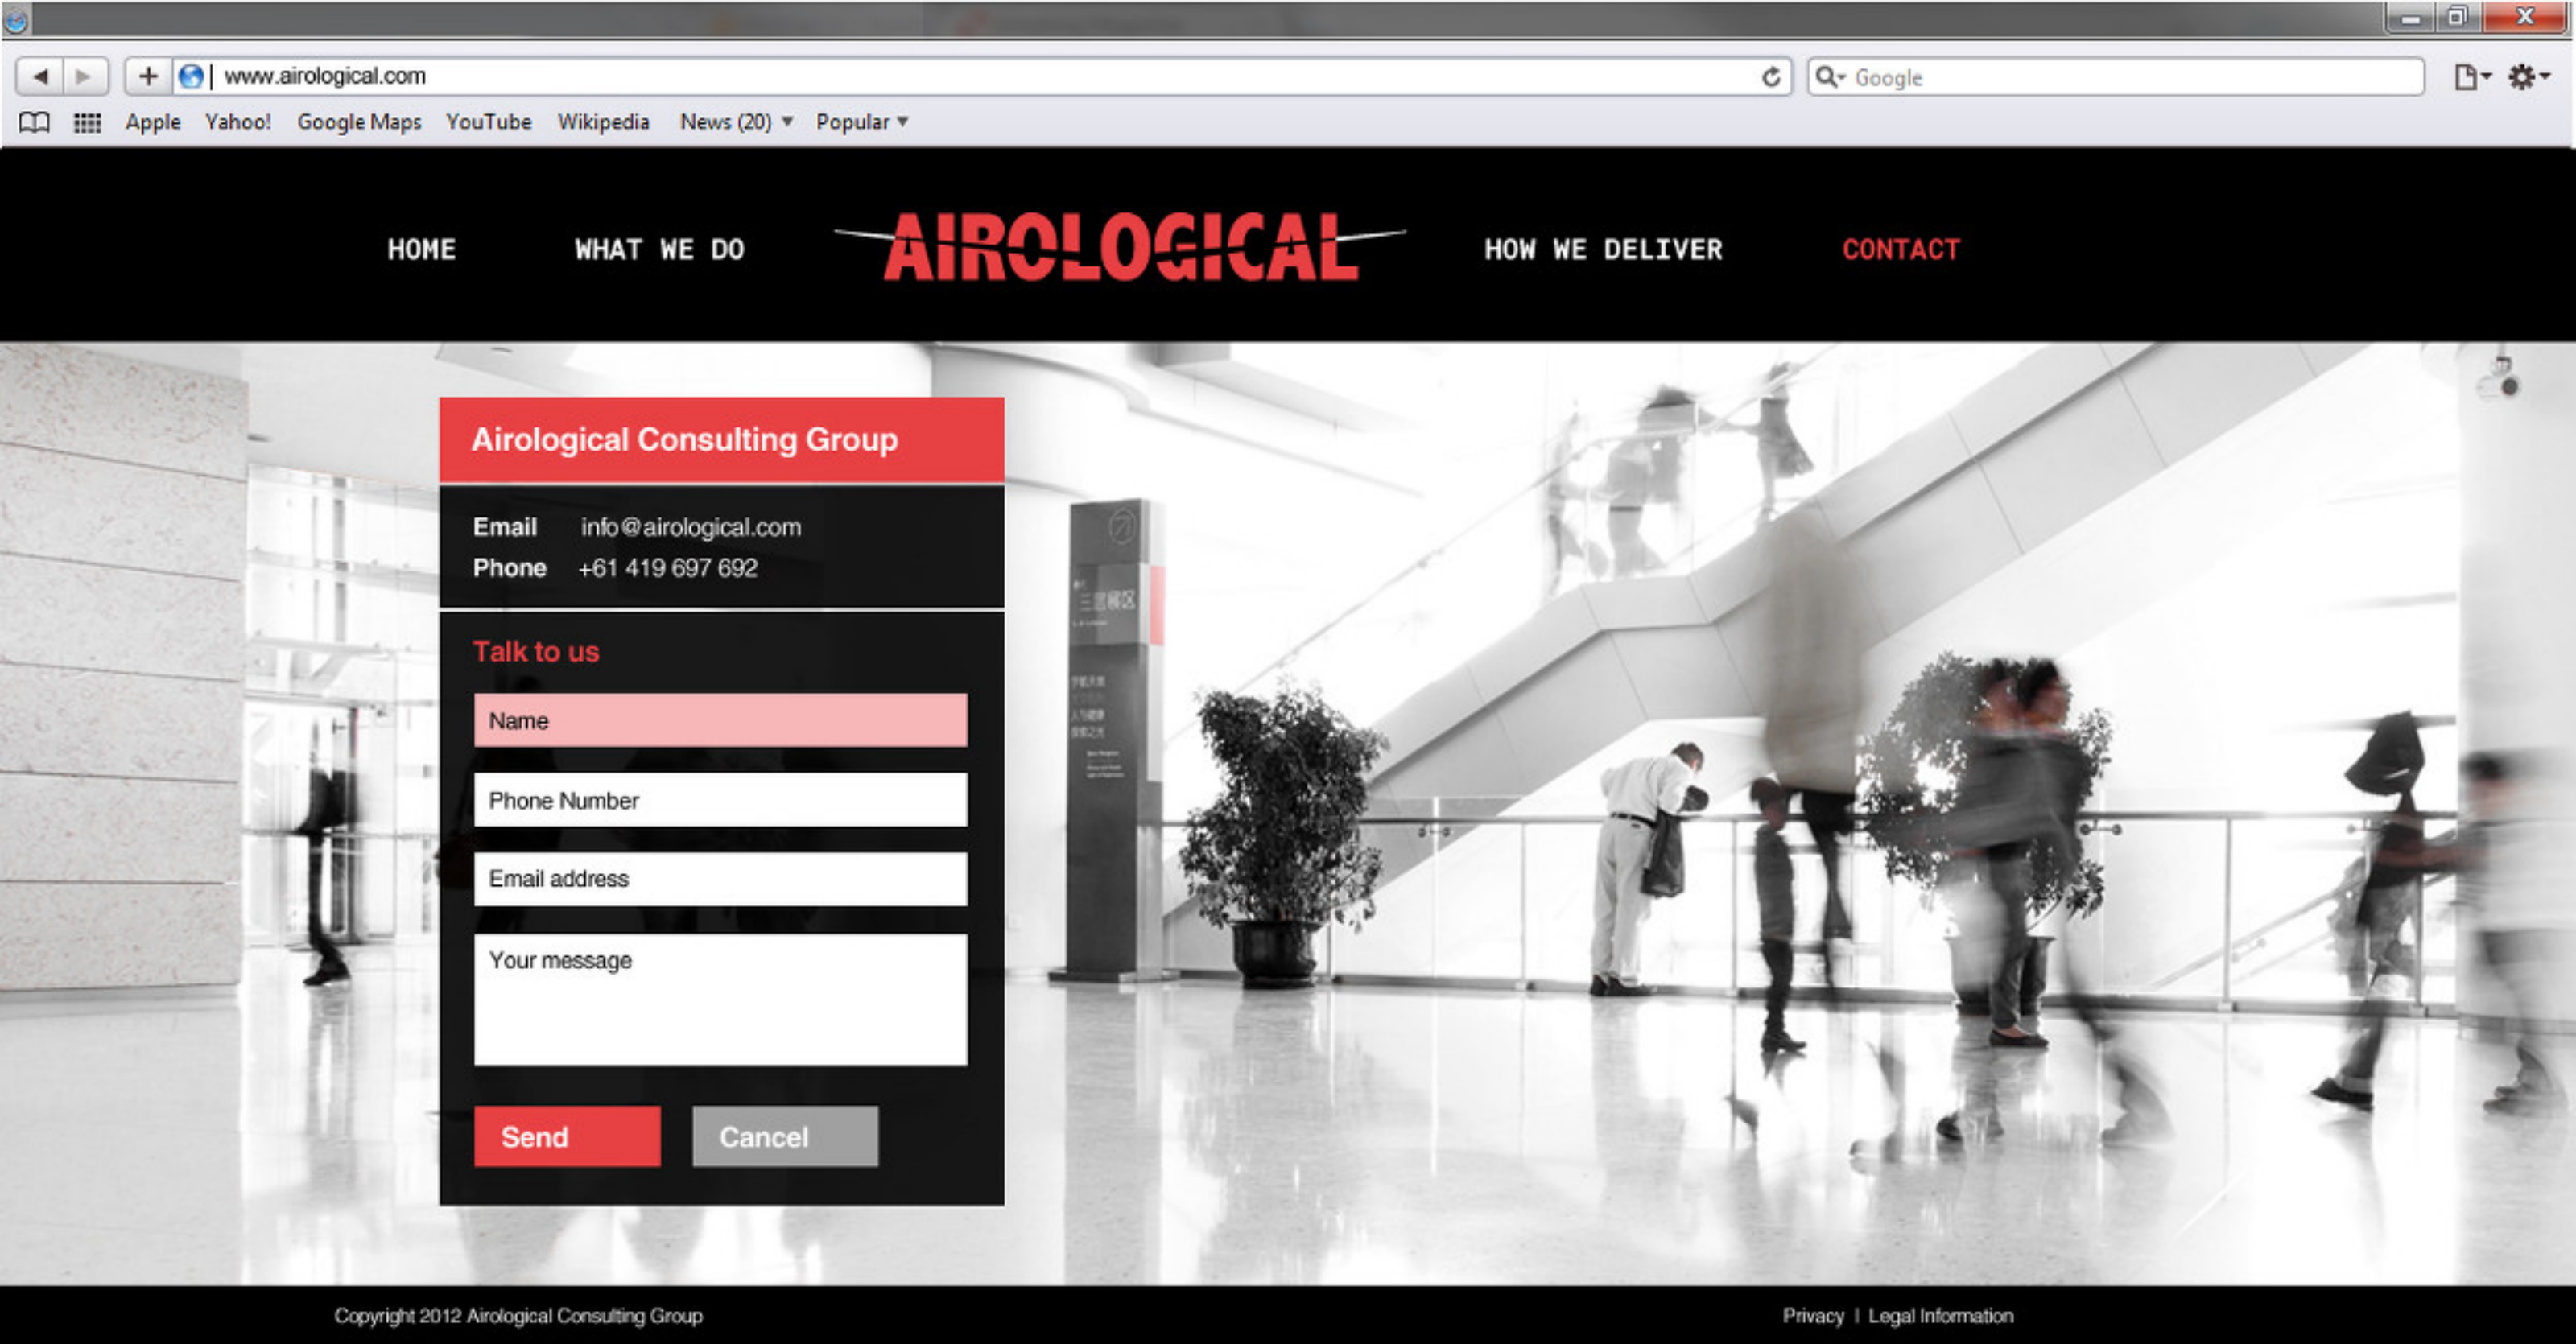 www.airological.com
Google
Apple Yahoo! Google Maps YouTube Wikipedia News (20) Popular
HOME WHAT WE DO AIROLOGICAL HOW WE DELIVER CONTACT
Airological Consulting Group
Email info@airological.com
Phone +61 419 697 692
Talk to us
Name
Phone Number
Email address
Your message
Send Cancel
Copyright 2012 Airological Consulting Group
Privacy | Legal Information